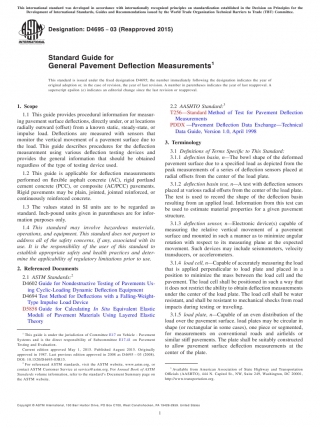 This international standard was developed in accordance with internationally recognized principles on standardization established in the Decision on Principles for the
Development of International Standards, Guides and Recommendations issued by the World Trade Organization Technical Barriers to Trade (TBT) Committee.
Designation: D4695 − 03 (Reapproved 2015)
Standard Guide for
General Pavement Deflection Measurements¹
This standard is issued under the fixed designation D4695; the number immediately following the designation indicates the year of
original adoption or, in the case of revision, the year of last revision. A number in parentheses indicates the year of last reapproval. A
superscript epsilon (ε) indicates an editorial change since the last revision or reapproval.
1. Scope
1.1 This guide provides procedural information for measur-
ing pavement surface deflections, directly under, or at locations
radially outward (offset) from a known static, steady-state, or
impulse load. Deflections are measured with sensors that
monitor the vertical movement of a pavement surface due to
the load. This guide describes procedures for the deflection
measurement using various deflection testing devices and
provides the general information that should be obtained
regardless of the type of testing device used.
1.2 This guide is applicable for deflection measurements
performed on flexible asphalt concrete (AC), rigid portland
cement concrete (PCC), or composite (AC/PCC) pavements.
Rigid pavements may be plain, jointed, jointed reinforced, or
continuously reinforced concrete.
1.3 The values stated in SI units are to be regarded as
standard. Inch-pound units given in parentheses are for infor-
mation purposes only.
1.4 This standard may involve hazardous materials,
operations, and equipment. This standard does not purport to
address all of the safety concerns, if any, associated with its
use. It is the responsibility of the user of this standard to
establish appropriate safety and health practices and deter-
mine the applicability of regulatory limitations prior to use.
2. Referenced Documents
2.1 ASTM Standards:²
D4602 Guide for Nondestructive Testing of Pavements Us-
ing Cyclic-Loading Dynamic Deflection Equipment
D4694 Test Method for Deflections with a Falling-Weight-
Type Impulse Load Device
D5858 Guide for Calculating In Situ Equivalent Elastic
Moduli of Pavement Materials Using Layered Elastic
Theory
¹ This guide is under the jurisdiction of Committee E17 on Vehicle - Pavement
Systems and is the direct responsibility of Subcommittee E17.41 on Pavement
Testing and Evaluation.
Current edition approved May 1, 2015. Published August 2015. Originally
approved in 1987. Last previous edition approved in 2008 as D4695 – 03 (2008).
² For referenced ASTM standards, visit the ASTM website, www.astm.org, or
contact ASTM Customer Service at service@astm.org. For Annual Book of ASTM
Standards volume information, refer to the standard's Document Summary page on
the ASTM website.
2.2 AASHTO Standard:³
T256—Standard Method of Test for Pavement Deflection
Measurements
PDDX —Pavement Deflection Data Exchange—Technical
Data Guide, Version 1.0, April 1998
3. Terminology
3.1 Definitions of Terms Specific to This Standard:
3.1.1 deflection basin, n—The bowl shape of the deformed
pavement surface due to a specified load as depicted from the
peak measurements of a series of deflection sensors placed at
radial offsets from the center of the load plate.
3.1.2 deflection basin test, n—A test with deflection sensors
placed at various radial offsets from the center of the load plate.
The test is used to record the shape of the deflection basin
resulting from an applied load. Information from this test can
be used to estimate material properties for a given pavement
structure.
3.1.3 deflection sensor, n—Electronic device(s) capable of
measuring the relative vertical movement of a pavement
surface and mounted in such a manner as to minimize angular
rotation with respect to its measuring plane at the expected
movement. Such devices may include seismometers, velocity
transducers, or accelerometers.
3.1.4 load cell, n—Capable of accurately measuring the load
that is applied perpendicular to load plate and placed in a
position to minimize the mass between the load cell and the
pavement. The load cell shall be positioned in such a way that
it does not restrict the ability to obtain deflection measurements
under the center of the load plate. The load cell shall be water
resistant, and shall be resistant to mechanical shocks from road
impacts during testing or traveling.
3.1.5 load plate, n—Capable of an even distribution of the
load over the pavement surface. load plates may be circular in
shape (or rectangular in some cases), one piece or segmented,
for measurements on conventional roads and airfields or
similar stiff pavements. The plate shall be suitably constructed
to allow pavement surface deflection measurements at the
center of the plate.
³ Available from American Association of State Highway and Transportation
Officials (AASHTO), 444 N. Capitol St., NW, Suite 249, Washington, DC 20001,
http://www.transportation.org.
Copyright © ASTM International, 100 Barr Harbor Drive, PO Box C700, West Conshohocken, PA 19428-2959. United States
1